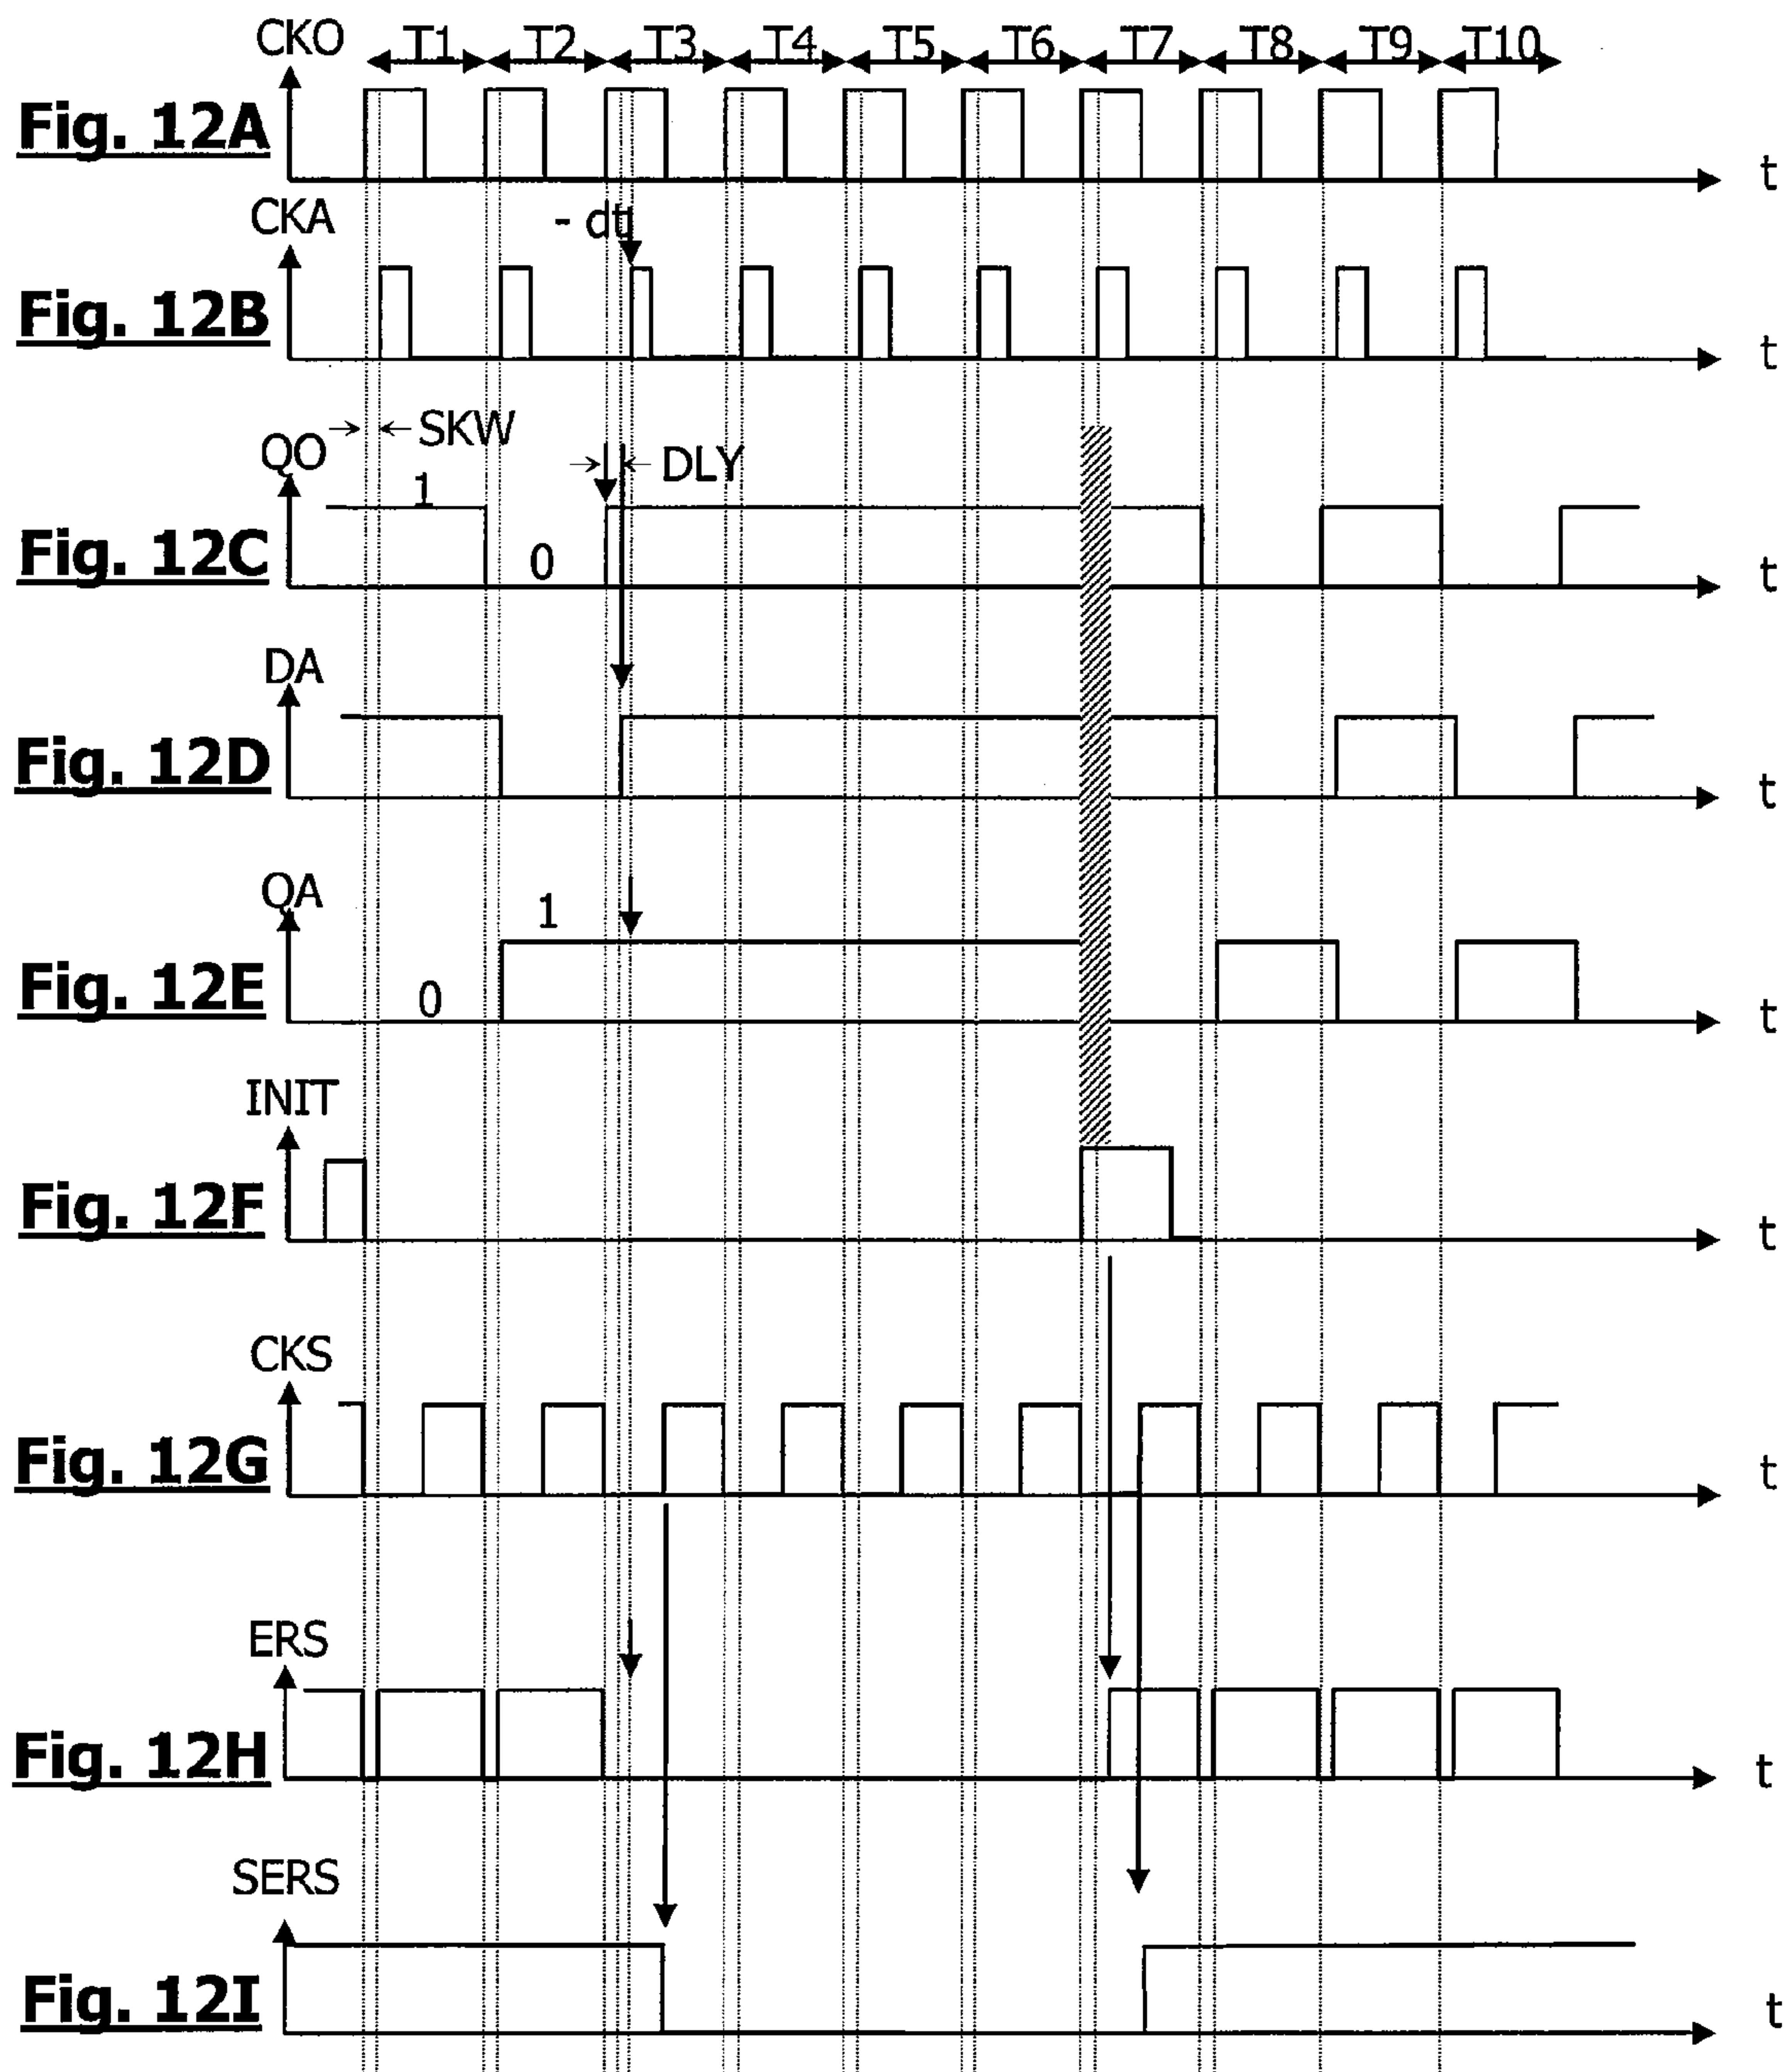 CKO T1 T2 T3 T4 T5 T6 T7 T8 T9 T10
Fig. 12A
t
CKA - dt
Fig. 12B
t
SKW
QO 1 DLY
Fig. 12C
0
t
DA
Fig. 12D
t
QA
1
Fig. 12E
0
t
INIT
Fig. 12F
t
CKS
Fig. 12G
t
ERS
Fig. 12H
t
SERS
Fig. 12I
t